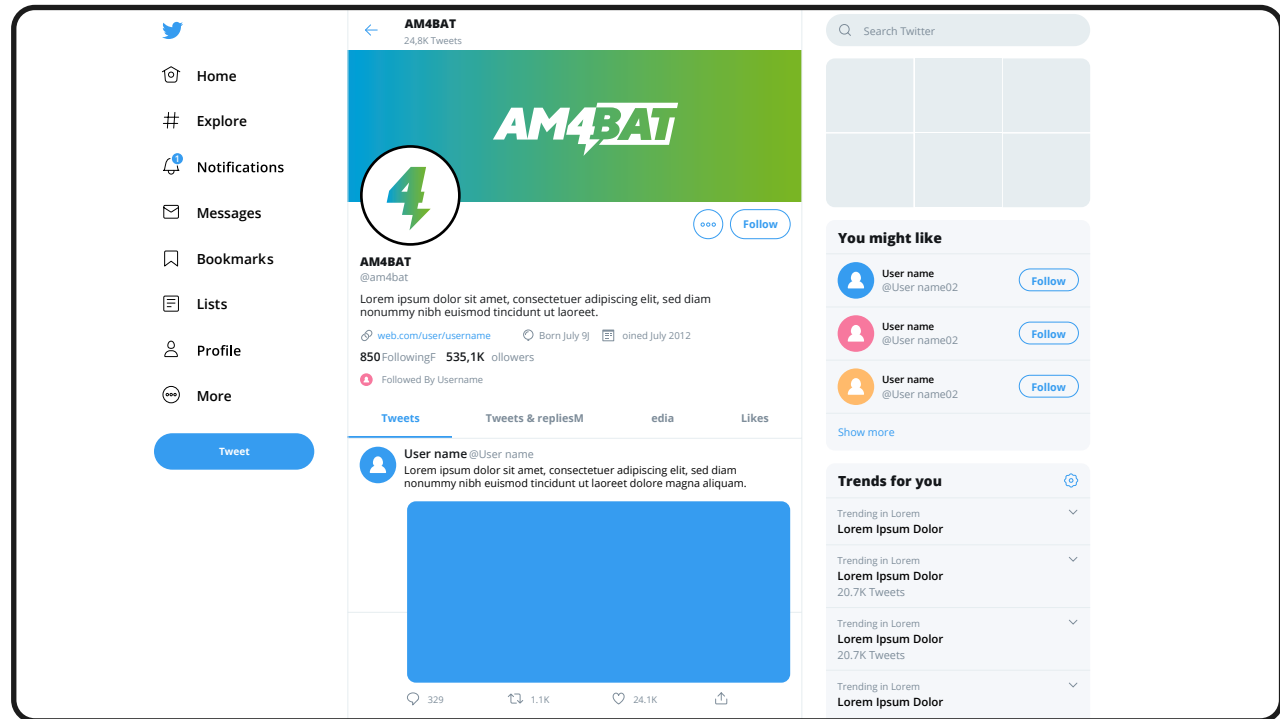 Home
Explore
1
Notifications
Messages
Bookmarks
Lists
Profile
More
Tweet
AM4BAT
24,8K Tweets
AM4BAT
4
Follow
AM4BAT
@am4bat
Lorem ipsum dolor sit amet, consectetuer adipiscing elit, sed diam
nonummy nibh euismod tincidunt ut laoreet.
web.com/user/username Born July 9J oined July 2012
850 FollowingF 535,1K ollowers
Followed By Username
Tweets Tweets & repliesM edia Likes
User name @User name
Lorem ipsum dolor sit amet, consectetuer adipiscing elit, sed diam
nonummy nibh euismod tincidunt ut laoreet dolore magna aliquam.
329 1.1K 24.1K
Search Twitter
You might like
User name
@User name02
Follow
User name
@User name02
Follow
User name
@User name02
Follow
Show more
Trends for you
Trending in Lorem
Lorem Ipsum Dolor
Trending in Lorem
Lorem Ipsum Dolor
20.7K Tweets
Trending in Lorem
Lorem Ipsum Dolor
20.7K Tweets
Trending in Lorem
Lorem Ipsum Dolor